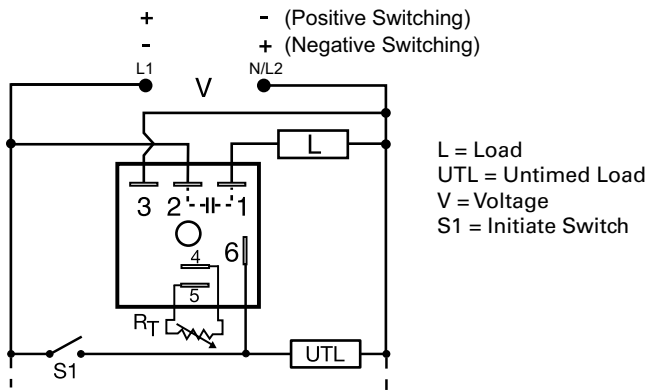 + - (Positive Switching)
- + (Negative Switching)
L1 V N/L2
L
3 2 1
6
4
5
RT
S1 UTL
L = Load
UTL = Untimed Load
V = Voltage
S1 = Initiate Switch